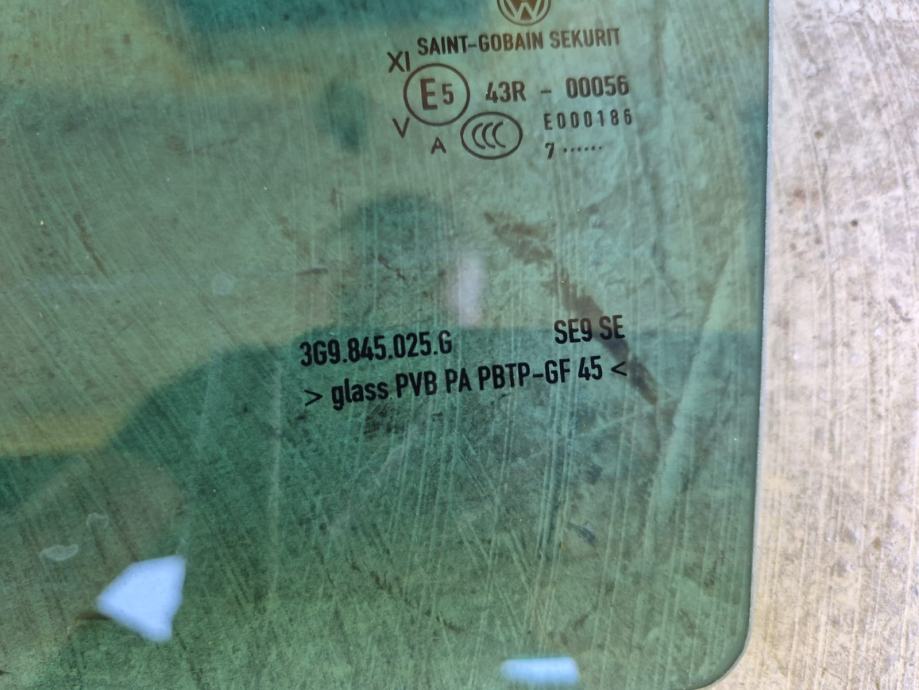 SAINT-GOBAIN SEKURIT
XI
E5 43R - 00056
V
E000186
A CCC
7 ······
3G9.845.025.G SE9 SE
> glass PVB PA PBTP-GF 45 <